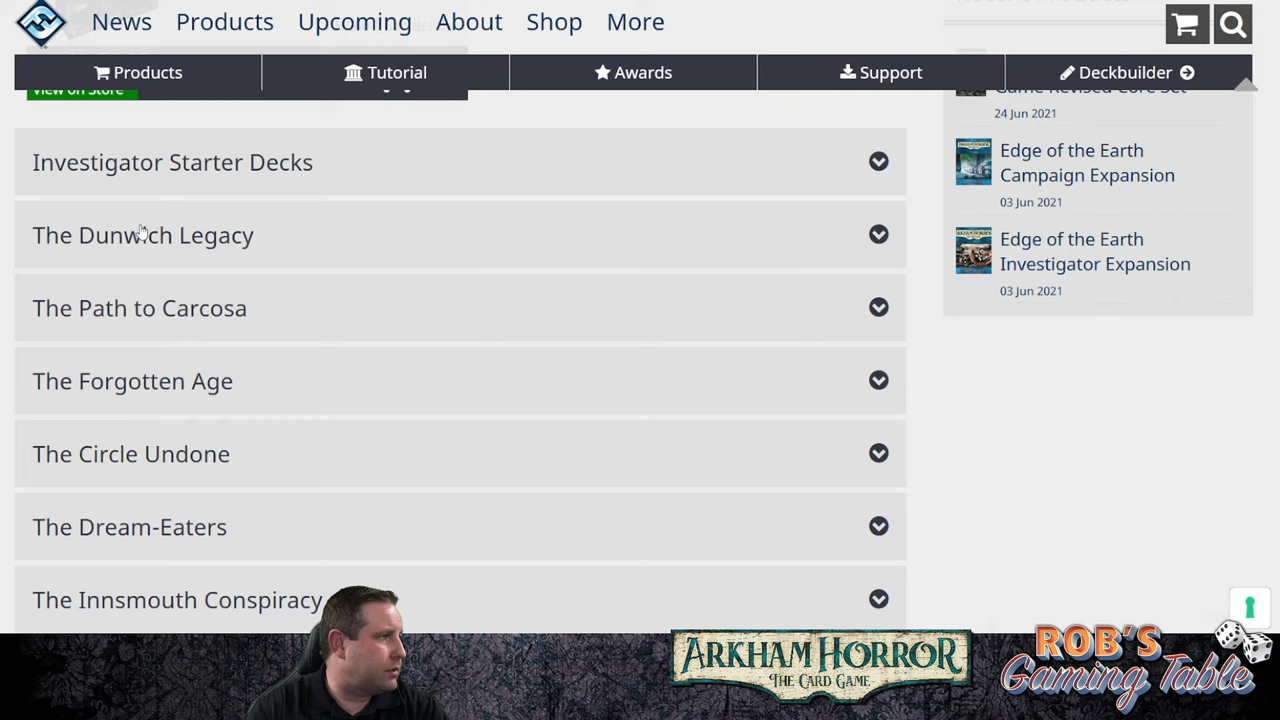 News Products Upcoming About Shop More
Products Tutorial Awards Support Deckbuilder
View on Store
Game Revised Core Set
24 Jun 2021
Investigator Starter Decks
Edge of the Earth
Campaign Expansion
03 Jun 2021
The Dunwich Legacy
Edge of the Earth
Investigator Expansion
03 Jun 2021
The Path to Carcosa
The Forgotten Age
The Circle Undone
The Dream-Eaters
The Innsmouth Conspiracy
ARKHAM HORROR
THE CARD GAME
ROB'S
Gaming Table